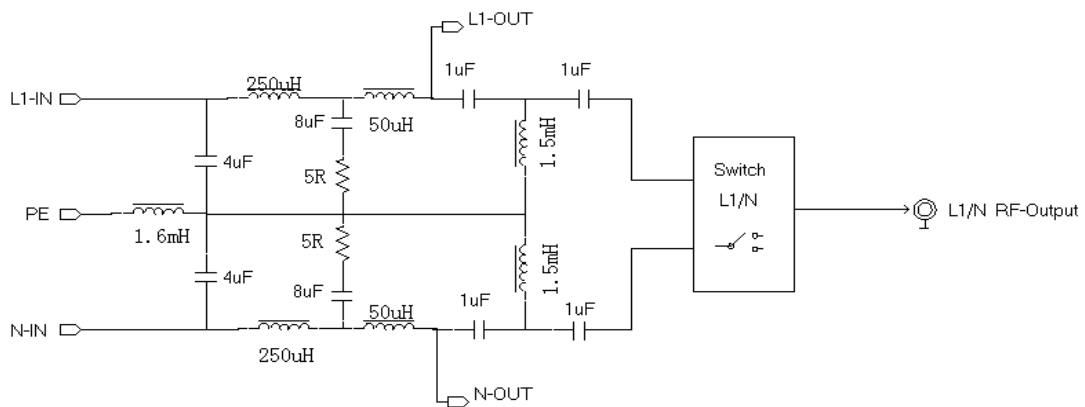 L1-OUT
1uF
1uF
250uH
L1-IN
8uF
50uH
1.5mH
4uF
5R
Switch
L1/N
PE
L1/N RF-Output
1.6mH
5R
4uF
1.5mH
8uF
1uF
1uF
50uH
N-IN
250uH
N-OUT